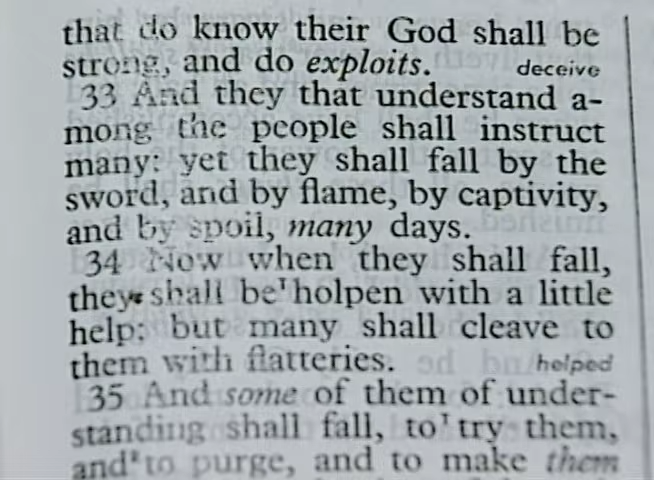 that do know their God shall be
strong, and do exploits. deceive
33 And they that understand a-
mong the people shall instruct
many: yet they shall fall by the
sword, and by flame, by captivity,
and by spoil, many days.
34 Now when they shall fall,
they shall be holpen with a little
help: but many shall cleave to
them with flatteries. helped
35 And some of them of under-
standing shall fall, to try them,
and to purge, and to make them